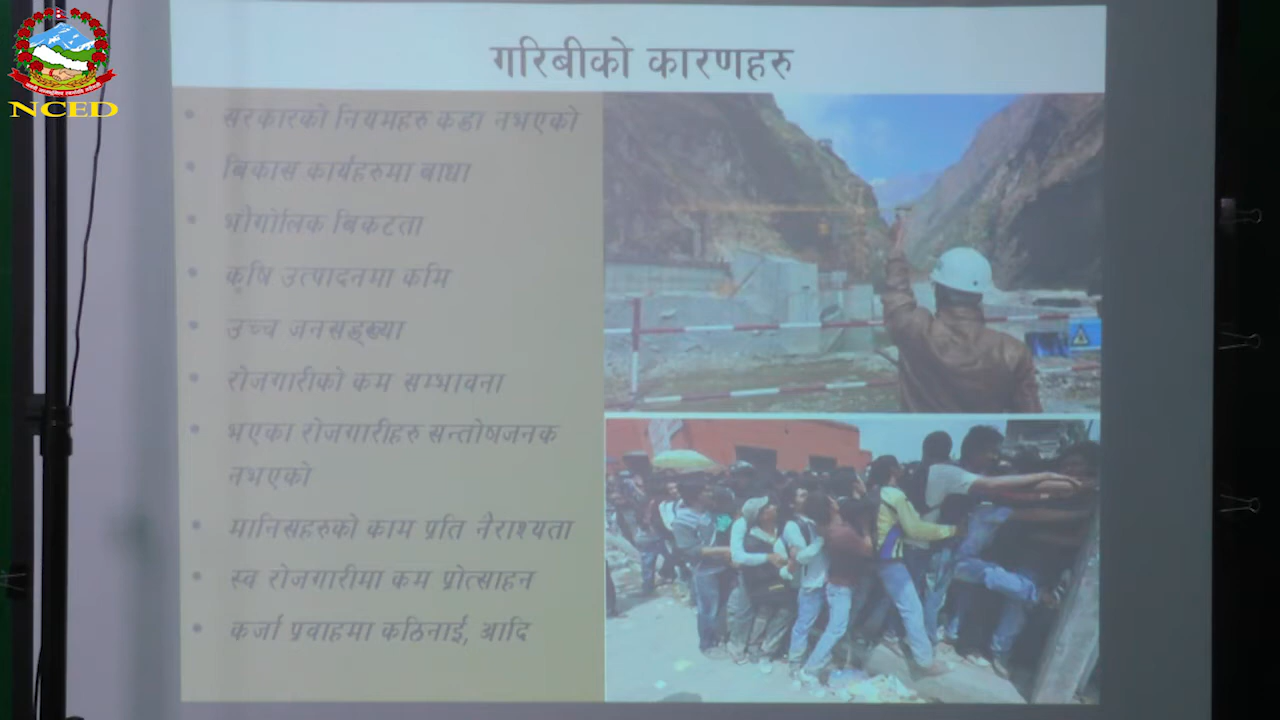 NCED
गरिबीको कारणहरु
• सरकारको नियमहरु कडा नभएको
• बिकास कार्यहरुमा बाधा
• भौगोलिक बिकटता
• कृषि उत्पादनमा कमि
• उच्च जनसङ्ख्या
• रोजगारीको कम सम्भावना
• भएका रोजगारीहरु सन्तोषजनक
नभएको
• मानिसहरुको काम प्रति नैराश्यता
• स्व रोजगारीमा कम प्रोत्साहन
• कर्जा प्रवाहमा कठिनाई, आदि